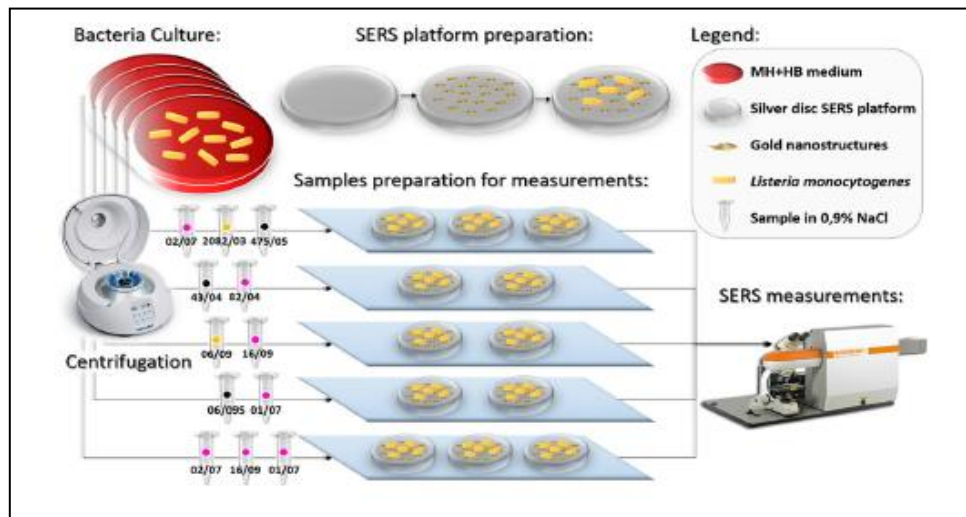 Bacteria Culture:
SERS platform preparation:
Legend:
MH+HB medium
Silver disc SERS platform
Gold nanostructures
Listeria monocytogenes
Sample in 0,9% NaCl
Samples preparation for measurements:
02/07 2082/03 475/05
43/04 82/04
06/09 16/09
06/09S 01/07
02/07 16/09 01/07
Centrifugation
SERS measurements: